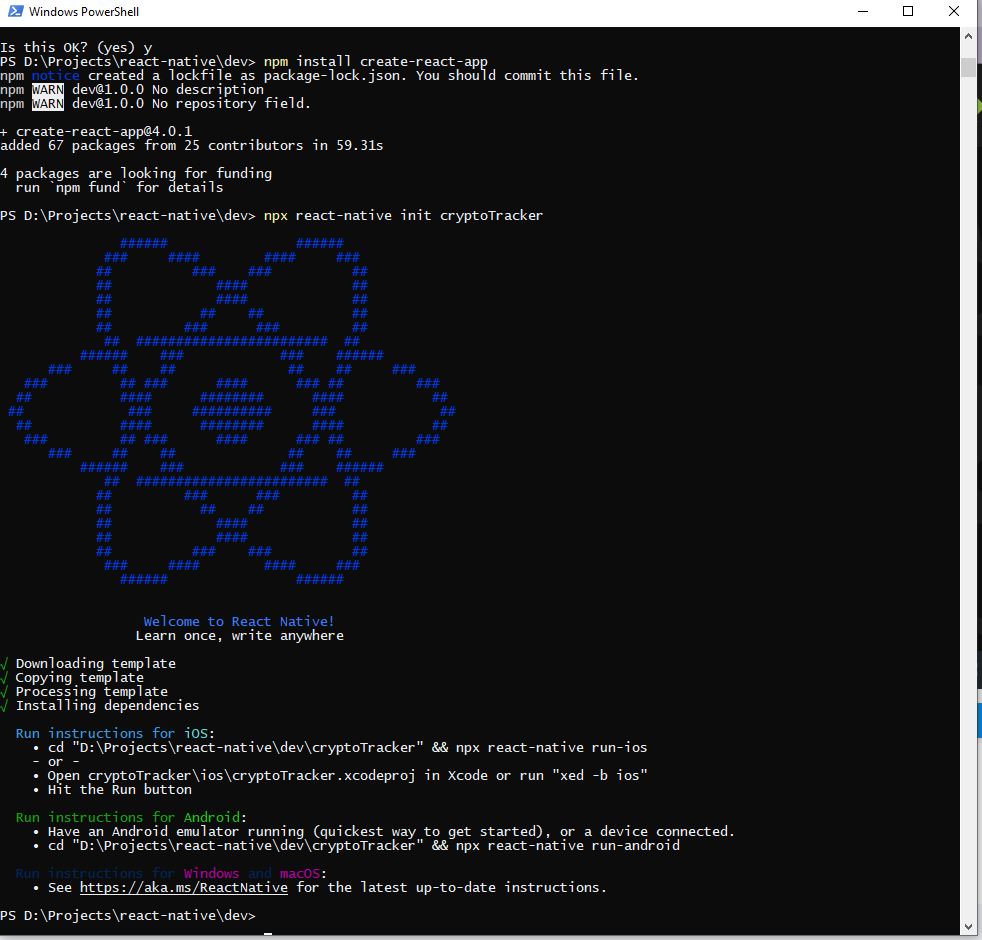 Windows PowerShell
Is this OK? (yes) y
PS D:\Projects\react-native\dev> npm install create-react-app
npm notice created a lockfile as package-lock.json. You should commit this file.
npm WARN dev@1.0.0 No description
npm WARN dev@1.0.0 No repository field.
+ create-react-app@4.0.1
added 67 packages from 25 contributors in 59.31s
4 packages are looking for funding
  run `npm fund` for details
PS D:\Projects\react-native\dev> npx react-native init cryptoTracker
               ######                ######
             ###     ####        ####     ###
            ##          ###    ###          ##
            ##             ####             ##
            ##             ####             ##
            ##           ##    ##           ##
            ##         ###      ###         ##
             ##  ########################  ##
          ######    ###            ###    ######
      ###     ##    ##              ##    ##     ###
   ###         ## ###      ####      ### ##         ###
  ##           ####      ########      ####           ##
 ##             ###     ##########     ###             ##
  ##           ####      ########      ####           ##
   ###         ## ###      ####      ### ##         ###
      ###     ##    ##              ##    ##     ###
          ######    ###            ###    ######
             ##  ########################  ##
            ##         ###      ###         ##
            ##           ##    ##           ##
            ##             ####             ##
            ##             ####             ##
            ##          ###    ###          ##
             ###     ####        ####     ###
               ######                ######
Welcome to React Native!
Learn once, write anywhere
√ Downloading template
√ Copying template
√ Processing template
√ Installing dependencies
Run instructions for iOS:
• cd "D:\Projects\react-native\dev\cryptoTracker" && npx react-native run-ios
- or -
• Open cryptoTracker\ios\cryptoTracker.xcodeproj in Xcode or run "xed -b ios"
• Hit the Run button
Run instructions for Android:
• Have an Android emulator running (quickest way to get started), or a device connected.
• cd "D:\Projects\react-native\dev\cryptoTracker" && npx react-native run-android
Run instructions for Windows and macOS:
• See https://aka.ms/ReactNative for the latest up-to-date instructions.
PS D:\Projects\react-native\dev>